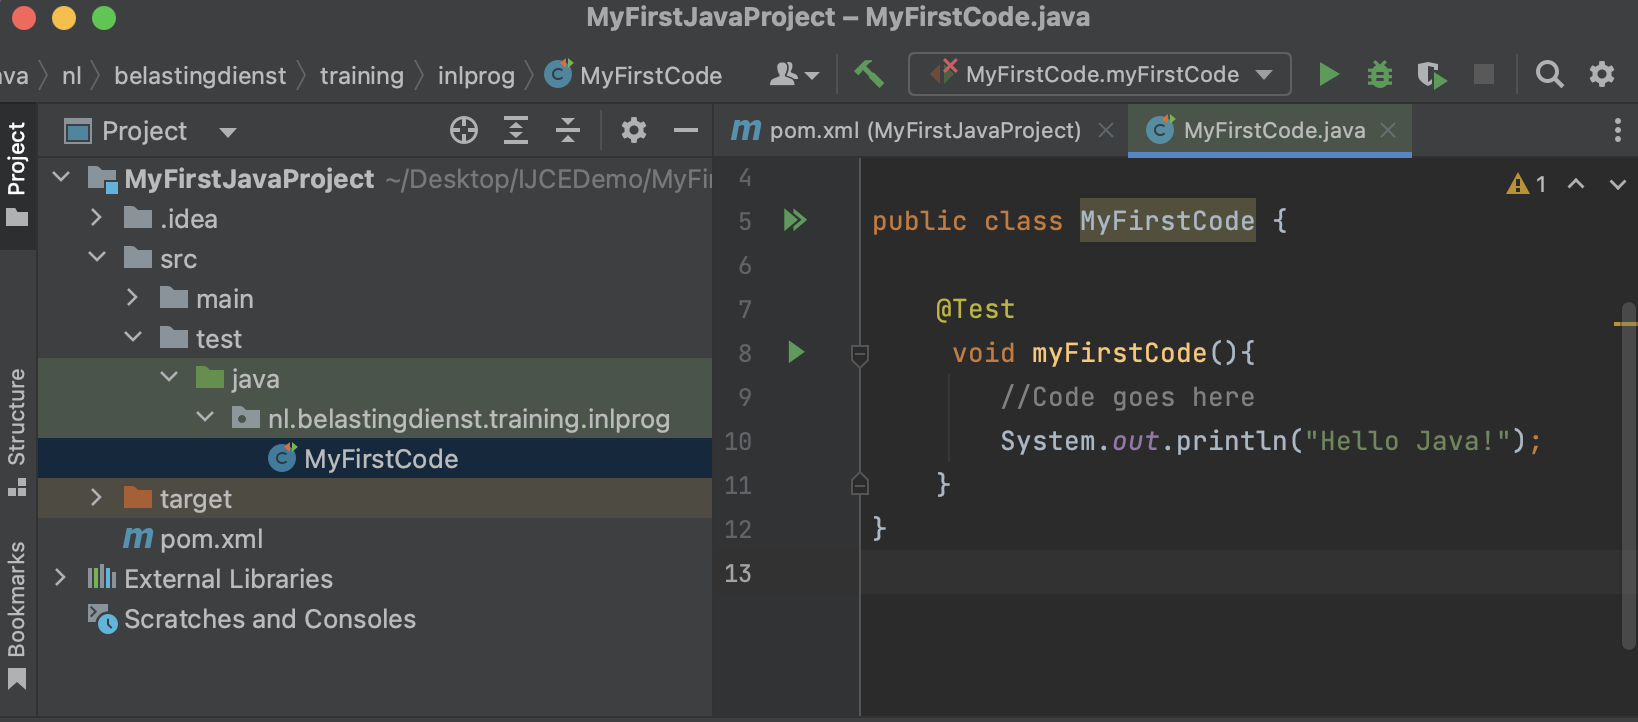 MyFirstJavaProject – MyFirstCode.java
va nl belastingdienst training inlprog MyFirstCode MyFirstCode.myFirstCode
Project
Structure
Bookmarks
Project
MyFirstJavaProject ~/Desktop/IJCEDemo/MyFi
.idea
src
main
test
java
nl.belastingdienst.training.inlprog
MyFirstCode
target
pom.xml
External Libraries
Scratches and Consoles
pom.xml (MyFirstJavaProject) MyFirstCode.java
1
4
5 public class MyFirstCode {
6
7 @Test
8 void myFirstCode(){
9 //Code goes here
10 System.out.println("Hello Java!");
11 }
12 }
13